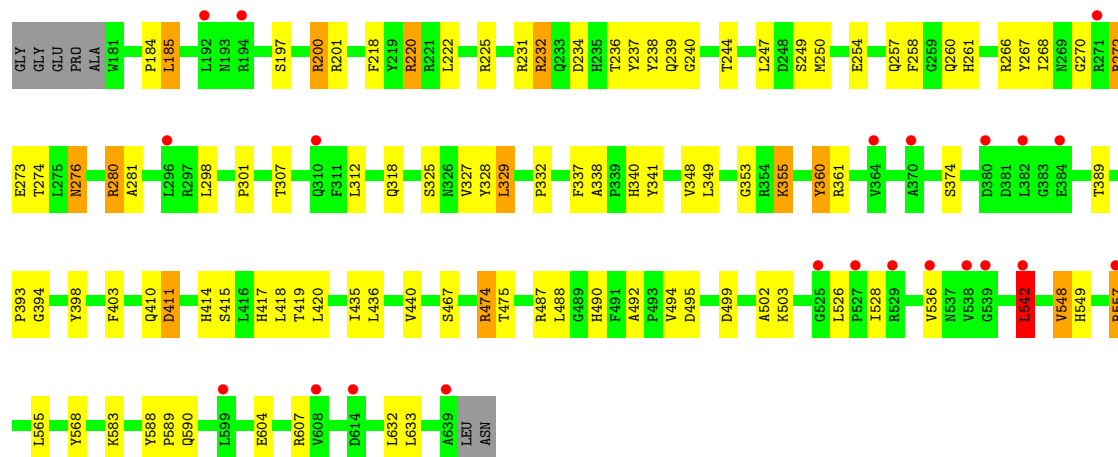 GLY GLY GLU PRO ALA W181 P184 L185 L192 N193 R194 S197 R200 R201 F218 Y219 R220 R221 L222 R225 R231 R232 Q233 D234 H235 T236 Y237 Y238 Q239 G240 T244 L247 D248 S249 M250 E254 Q257 F258 G259 Q260 H261 R266 Y267 I268 N269 G270 R271
E273 T274 L275 N276 R280 A281 L296 R297 L298 P301 T307 Q310 F311 L312 Q318 S325 N326 V327 Y328 L329 P332 F337 A338 P339 H340 Y341 V348 L349 G353 R354 K355 Y360 R361 V364 A370 S374 D380 D381 L382 G383 E384 T389
P393 G394 Y398 F403 Q410 D411 H414 S415 L416 H417 L418 T419 L420 I435 L436 V440 S467 R474 T475 R487 L488 G489 H490 F491 A492 P493 V494 D495 D499 A502 K503 G525 L526 P527 I528 R529 V536 N537 V538 G539 L542 V548 H549
L565 Y568 K583 Y588 P589 Q590 L599 E604 R607 V608 D614 L632 L633 A639 LEU ASN